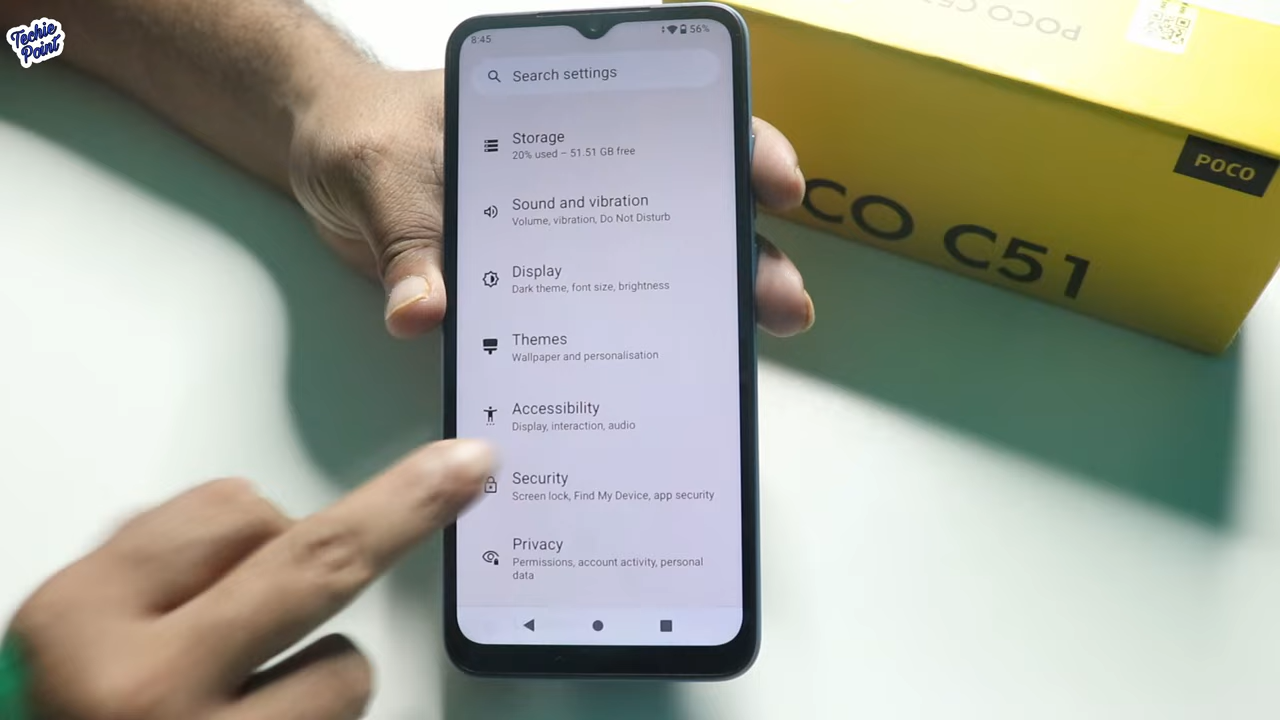 Techie
Point
8:45
56%
Search settings
Storage
20% used – 51.51 GB free
Sound and vibration
Volume, vibration, Do Not Disturb
Display
Dark theme, font size, brightness
Themes
Wallpaper and personalisation
Accessibility
Display, interaction, audio
Security
Screen lock, Find My Device, app security
Privacy
Permissions, account activity, personal
data
POCO C5
POCO
CO C51